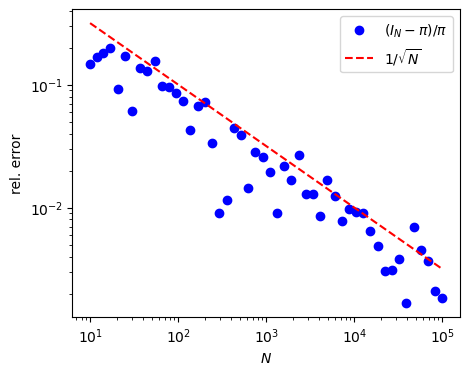 (I_N − π)/π
1/√N
rel. error
10⁻¹
10⁻²
10¹ 10² 10³ 10⁴ 10⁵
N